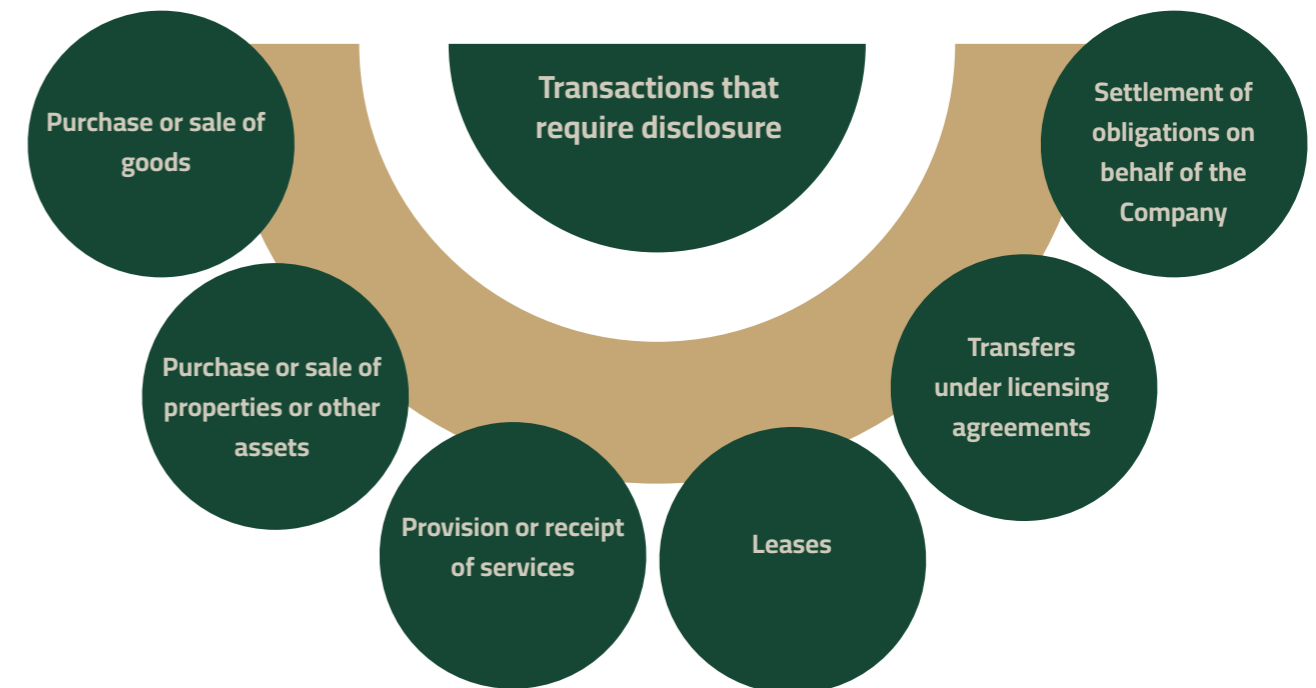 Transactions that
require disclosure
Purchase or sale of
goods
Purchase or sale of
properties or other
assets
Provision or receipt
of services
Leases
Transfers
under licensing
agreements
Settlement of
obligations on
behalf of the
Company